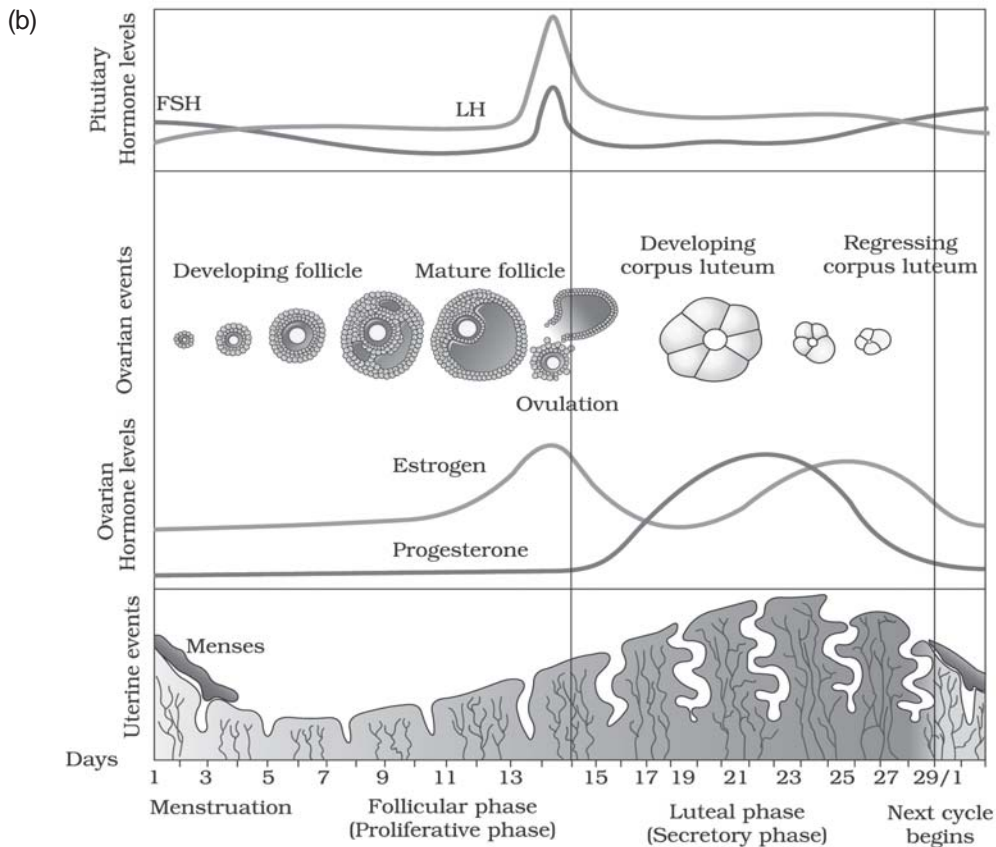 (b)
Pituitary
Hormone levels
FSH
LH
Ovarian events
Developing follicle
Mature follicle
Developing
corpus luteum
Regressing
corpus luteum
Ovulation
Ovarian
Hormone levels
Estrogen
Progesterone
Uterine events
Menses
Days
1 3 5 7 9 11 13 15 17 19 21 23 25 27 29/1
Menstruation
Follicular phase
(Proliferative phase)
Luteal phase
(Secretory phase)
Next cycle
begins